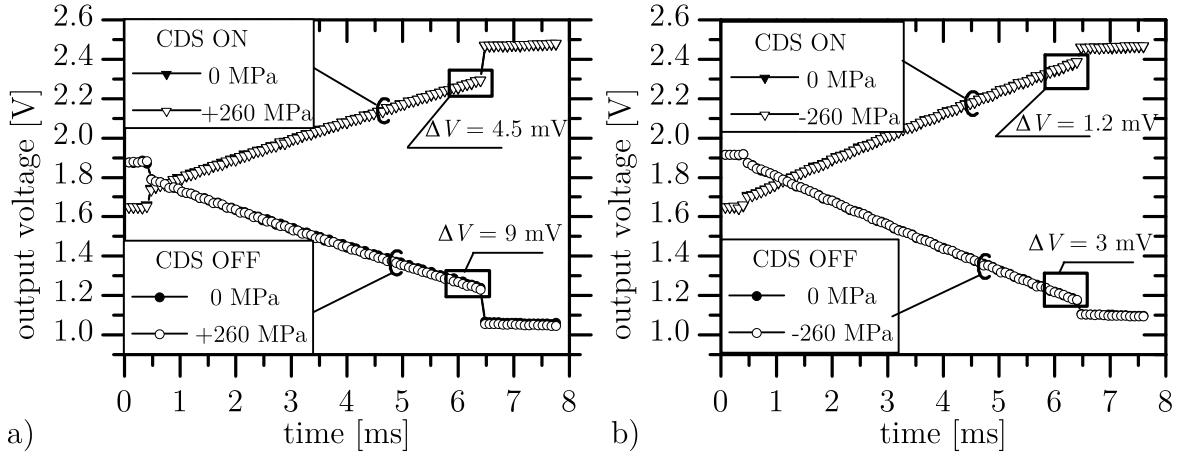 2.6
2.4
2.2
2.0
1.8
1.6
1.4
1.2
1.0
output voltage [V]
CDS ON
0 MPa
+260 MPa
ΔV = 4.5 mV
ΔV = 9 mV
CDS OFF
0 MPa
+260 MPa
0 1 2 3 4 5 6 7 8
time [ms]
a)
2.6
2.4
2.2
2.0
1.8
1.6
1.4
1.2
1.0
output voltage [V]
CDS ON
0 MPa
-260 MPa
ΔV = 1.2 mV
ΔV = 3 mV
CDS OFF
0 MPa
-260 MPa
0 1 2 3 4 5 6 7 8
time [ms]
b)